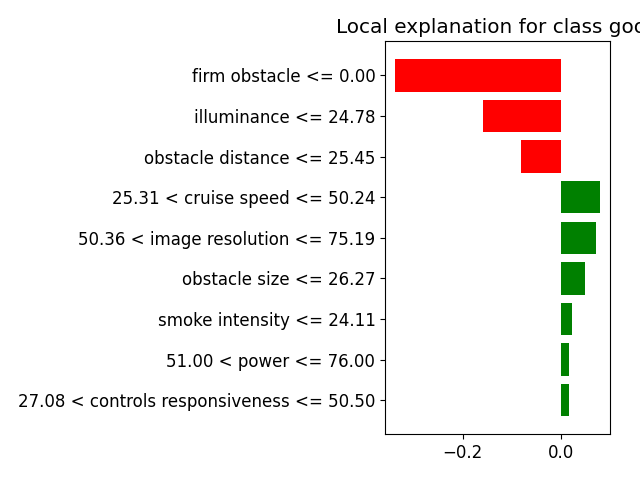 Local explanation for class goo
firm obstacle <= 0.00
illuminance <= 24.78
obstacle distance <= 25.45
25.31 < cruise speed <= 50.24
50.36 < image resolution <= 75.19
obstacle size <= 26.27
smoke intensity <= 24.11
51.00 < power <= 76.00
27.08 < controls responsiveness <= 50.50
−0.2 0.0